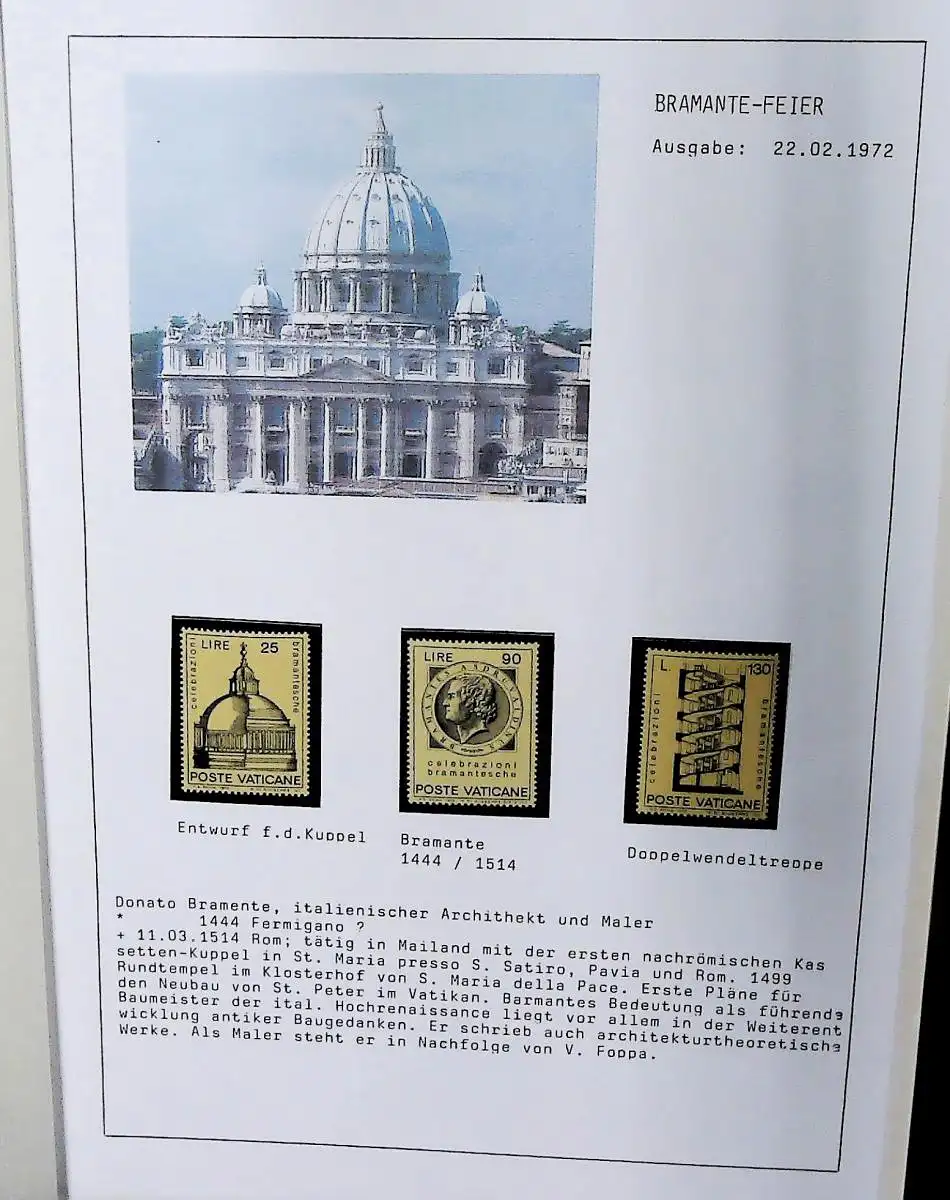 BRAMANTE-FEIER
Ausgabe: 22.02.1972
LIRE 25
celebrazioni
bramantesche
POSTE VATICANE
LIRE 90
celebrazioni
bramantesche
POSTE VATICANE
L. 130
celebrazioni
bramantesche
POSTE VATICANE
Entwurf f.d.Kuppel
Bramante
1444 / 1514
Doppelwendeltreppe
Donato Bramente, italienischer Archithekt und Maler
* 1444 Fermigano ?
+ 11.03.1514 Rom; tätig in Mailand mit der ersten nachrömischen Kas
setten-Kuppel in St. Maria presso S. Satiro, Pavia und Rom. 1499
Rundtempel im Klosterhof von S. Maria della Pace. Erste Pläne für
den Neubau von St. Peter im Vatikan. Barmantes Bedeutung als führende
Baumeister der ital. Hochrenaissance liegt vor allem in der Weiterent
wicklung antiker Baugedanken. Er schrieb auch architekturtheoretische
Werke. Als Maler steht er in Nachfolge von V. Foppa.